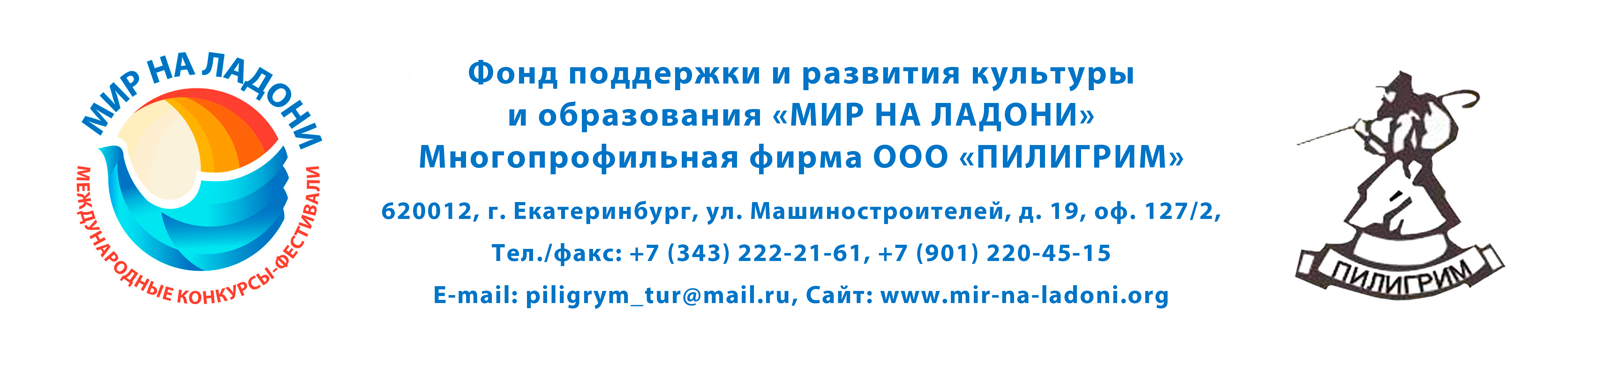 МИР НА ЛАДОНИ
МЕЖДУНАРОДНЫЕ КОНКУРСЫ-ФЕСТИВАЛИ
Фонд поддержки и развития культуры
и образования «МИР НА ЛАДОНИ»
Многопрофильная фирма ООО «ПИЛИГРИМ»
620012, г. Екатеринбург, ул. Машиностроителей, д. 19, оф. 127/2,
Тел./факс: +7 (343) 222-21-61, +7 (901) 220-45-15
E-mail: piligrym_tur@mail.ru, Сайт: www.mir-na-ladoni.org
ПИЛИГРИМ